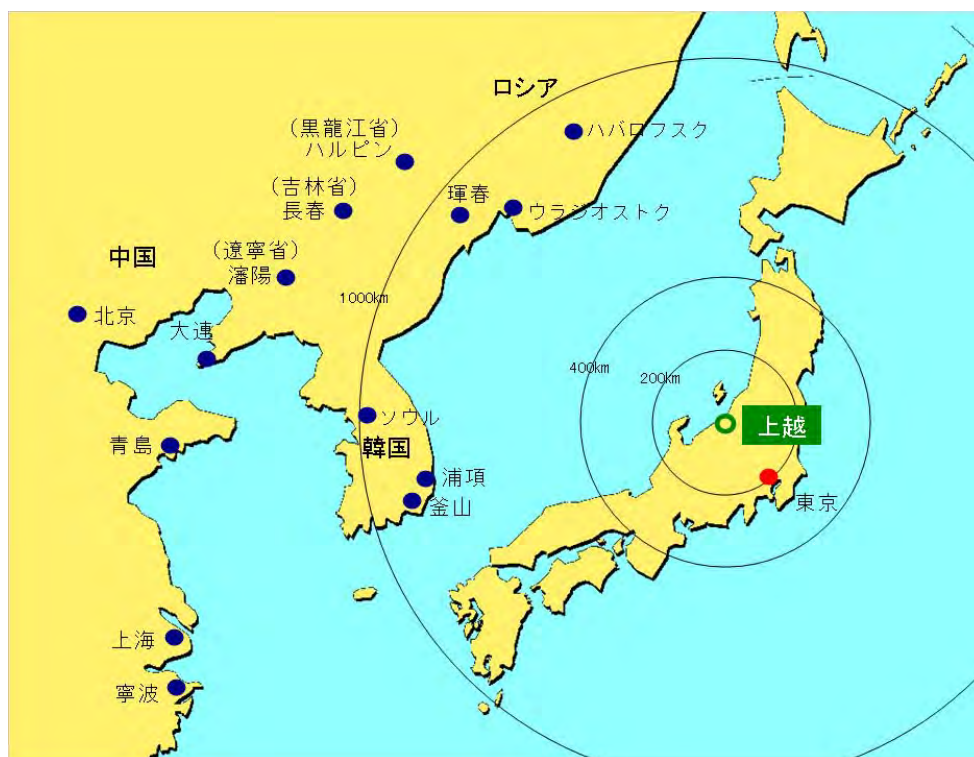 ロシア
(黒龍江省)
ハルピン
ハバロフスク
(吉林省)
長春
琿春
ウラジオストク
中国
(遼寧省)
瀋陽
1000km
北京
大連
400km
200km
ソウル
上越
韓国
青島
浦項
釜山
東京
上海
寧波